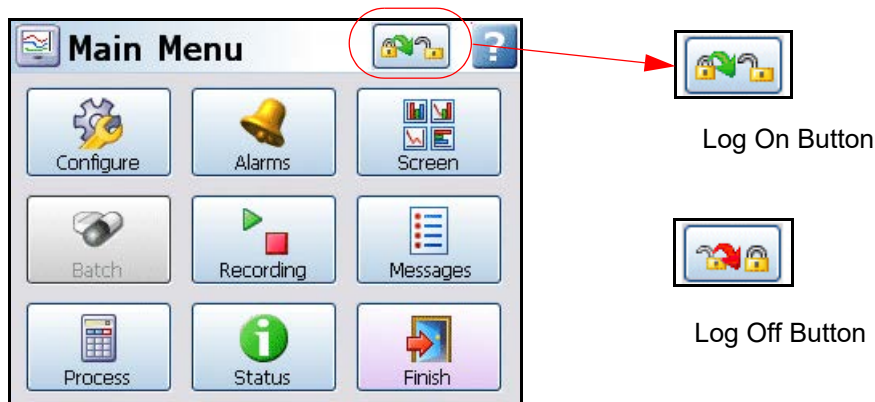 Main Menu
?
Log On Button
Configure
Alarms
Screen
Batch
Recording
Messages
Log Off Button
Process
Status
Finish